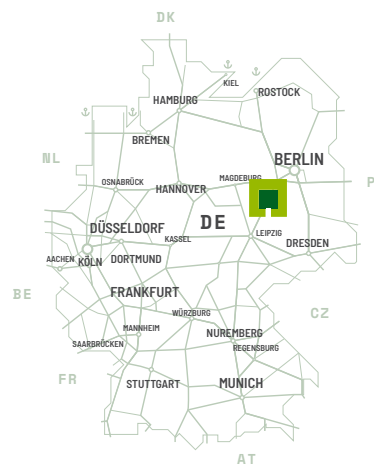 DK
KIEL
ROSTOCK
HAMBURG
BREMEN
NL
BERLIN
OSNABRÜCK
HANNOVER
MAGDEBURG
P
DE
DÜSSELDORF
LEIPZIG
KASSEL
DRESDEN
AACHEN
KÖLN
DORTMUND
BE
FRANKFURT
WÜRZBURG
CZ
MANNHEIM
NUREMBERG
SAARBRÜCKEN
REGENSBURG
FR
STUTTGART
MUNICH
AT